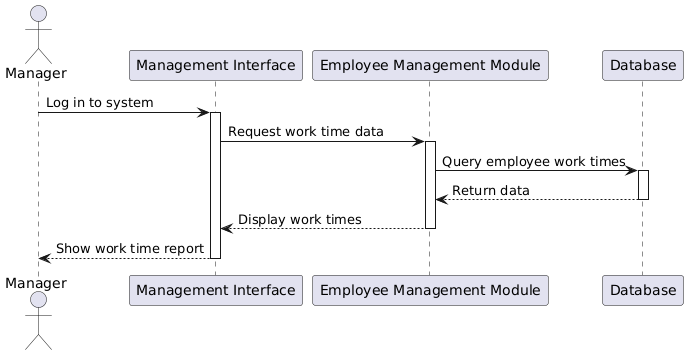 Manager
Management Interface
Employee Management Module
Database
Log in to system
Request work time data
Query employee work times
Return data
Display work times
Show work time report
Manager
Management Interface
Employee Management Module
Database